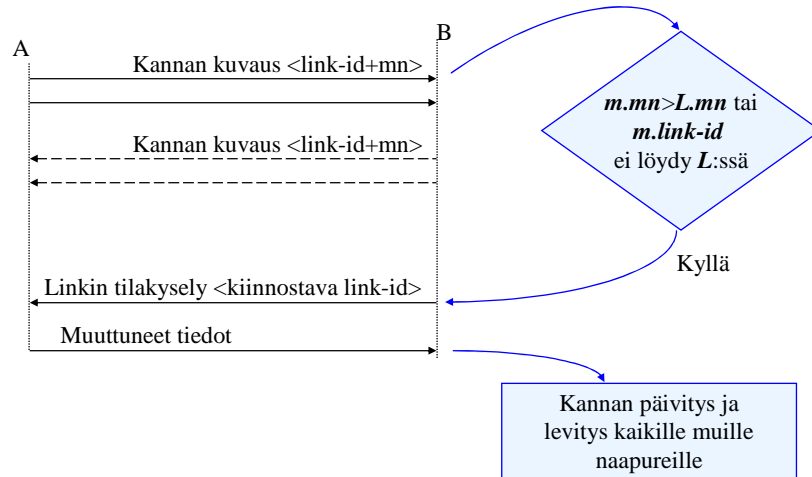 A
B
Kannan kuvaus <link-id+mn>
m.mn>L.mn tai
m.link-id
ei löydy L:ssä
Kannan kuvaus <link-id+mn>
Kyllä
Linkin tilakysely <kiinnostava link-id>
Muuttuneet tiedot
Kannan päivitys ja
levitys kaikille muille
naapureille